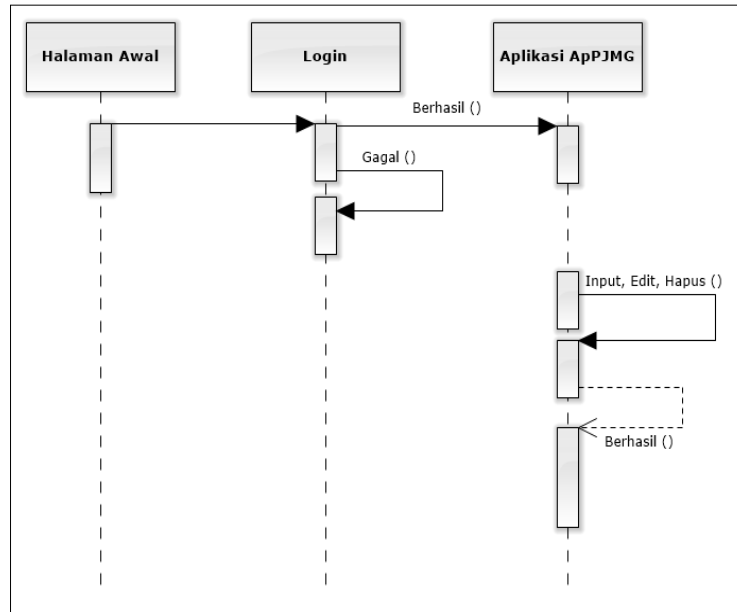 Halaman Awal
Login
Aplikasi ApPJMG
Berhasil ()
Gagal ()
Input, Edit, Hapus ()
Berhasil ()